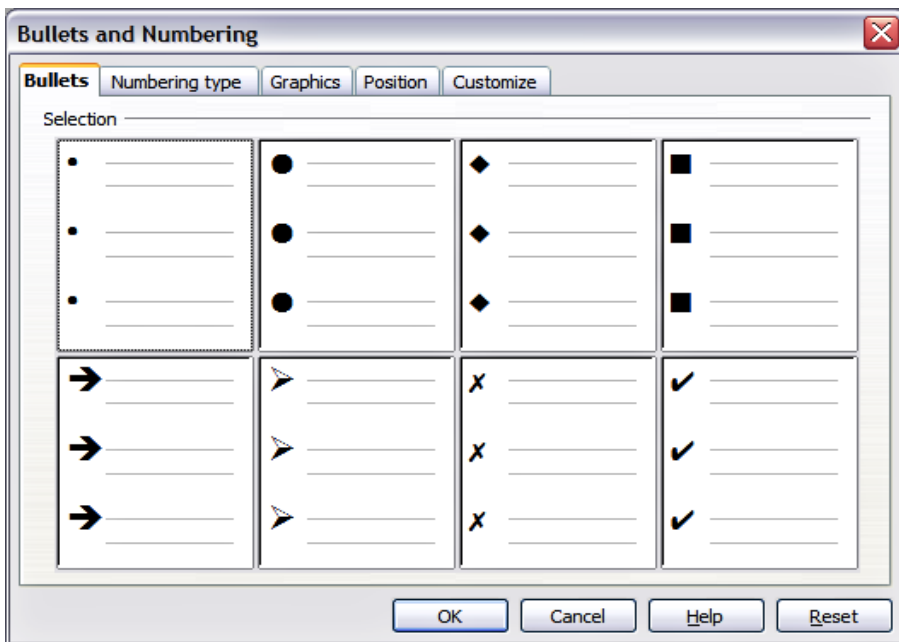 Bullets and Numbering
Bullets Numbering type Graphics Position Customize
Selection
OK Cancel Help Reset